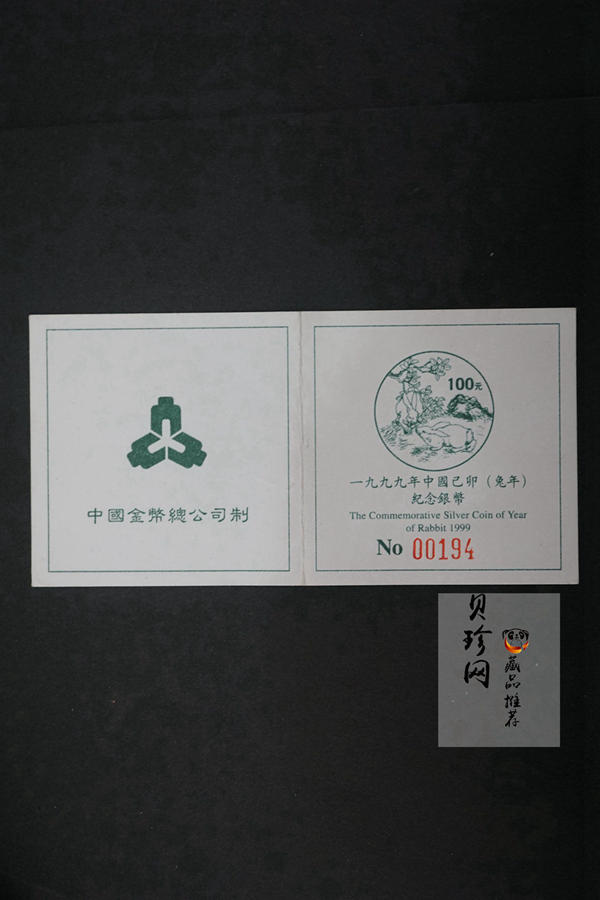 中國金幣總公司制
100元
一九九九年中國己卯(兔年)
紀念銀幣
The Commemorative Silver Coin of Year
of Rabbit 1999
No 00194
贝珍网
藏品推荐